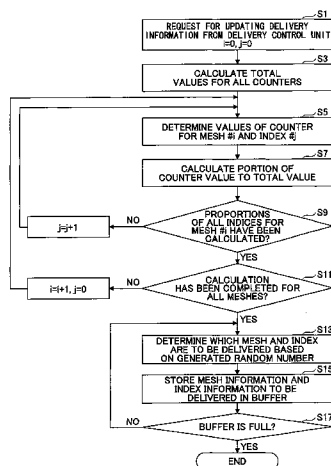 S1
REQUEST FOR UPDATING DELIVERY
INFORMATION FROM DELIVERY CONTROL UNIT
i=0, j=0
S3
CALCULATE TOTAL
VALUES FOR ALL COUNTERS
S5
DETERMINE VALUES OF COUNTER
FOR MESH #i AND INDEX #j
S7
CALCULATE PORTION OF
COUNTER VALUE TO TOTAL VALUE
S9
PROPORTIONS
OF ALL INDICES FOR
MESH #i HAVE BEEN
CALCULATED?
NO
j=j+1
YES
S11
CALCULATION
HAS BEEN COMPLETED FOR
ALL MESHES?
NO
i=i+1, j=0
YES
S13
DETERMINE WHICH MESH AND INDEX
ARE TO BE DELIVERED BASED
ON GENERATED RANDOM NUMBER
S15
STORE MESH INFORMATION AND
INDEX INFORMATION TO BE
DELIVERED IN BUFFER
S17
BUFFER IS FULL?
NO
YES
END